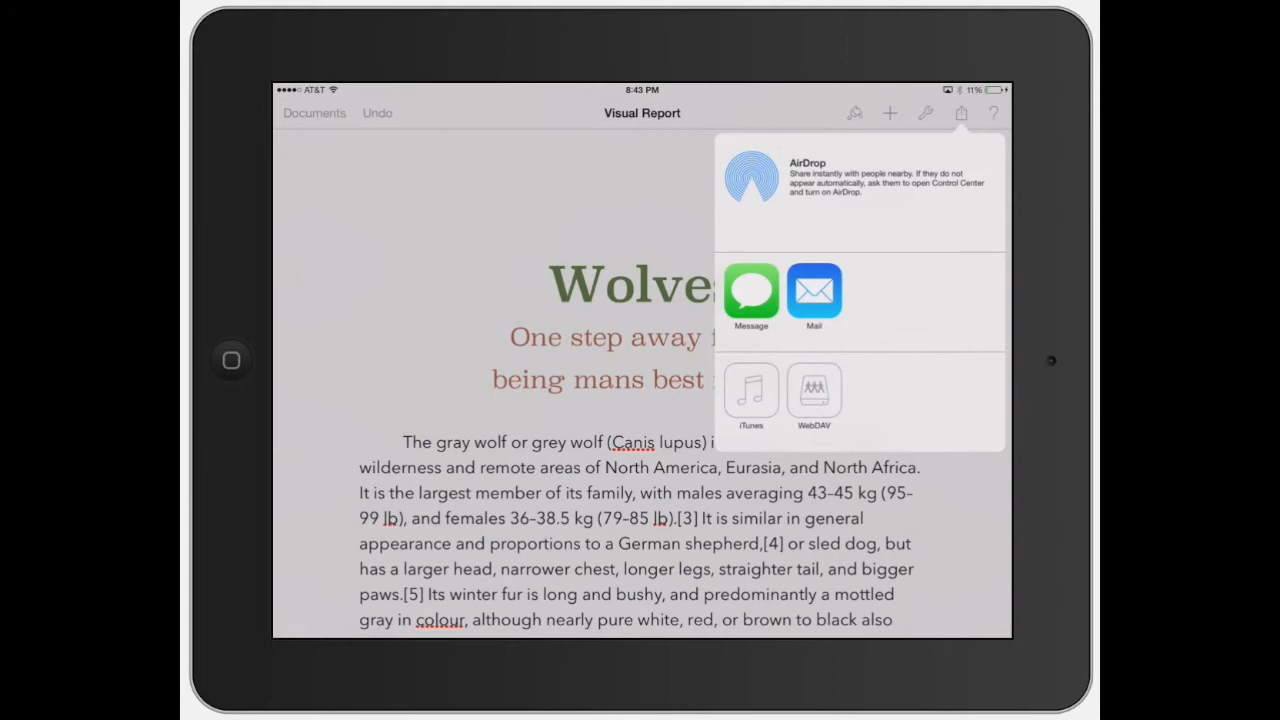 AT&T
8:43 PM
11%
Documents
Undo
Visual Report
?
AirDrop
Share instantly with people nearby. If they do not
appear automatically, ask them to open Control Center
and turn on AirDrop.
Message
Mail
iTunes
WebDAV
Wolves
One step away f
being mans best
The gray wolf or grey wolf (Canis lupus) i
wilderness and remote areas of North America, Eurasia, and North Africa.
It is the largest member of its family, with males averaging 43–45 kg (95–
99 lb), and females 36–38.5 kg (79–85 lb).[3] It is similar in general
appearance and proportions to a German shepherd,[4] or sled dog, but
has a larger head, narrower chest, longer legs, straighter tail, and bigger
paws.[5] Its winter fur is long and bushy, and predominantly a mottled
gray in colour, although nearly pure white, red, or brown to black also